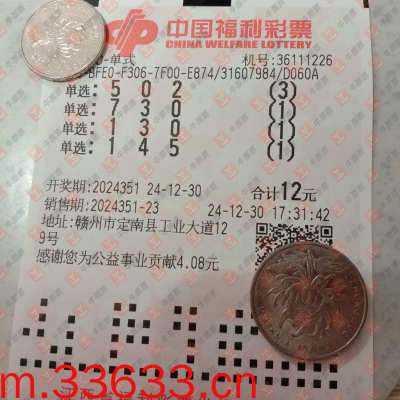 中国福利彩票
CHINA WELFARE LOTTERY
D-单式 机号:36111226
-BFE0-F306-7F00-E874/31607984/D060A
单选: 5 0 2 (3)
单选: 7 3 0 (1)
单选: 1 3 0 (1)
单选: 1 4 5 (1)
开奖期:2024351 24-12-30 合计12元
销售期:2024351-23 24-12-30 17:31:42
地址:赣州市定南县工业大道12
9号
感谢您为公益事业贡献4.08元
m.33633.cn